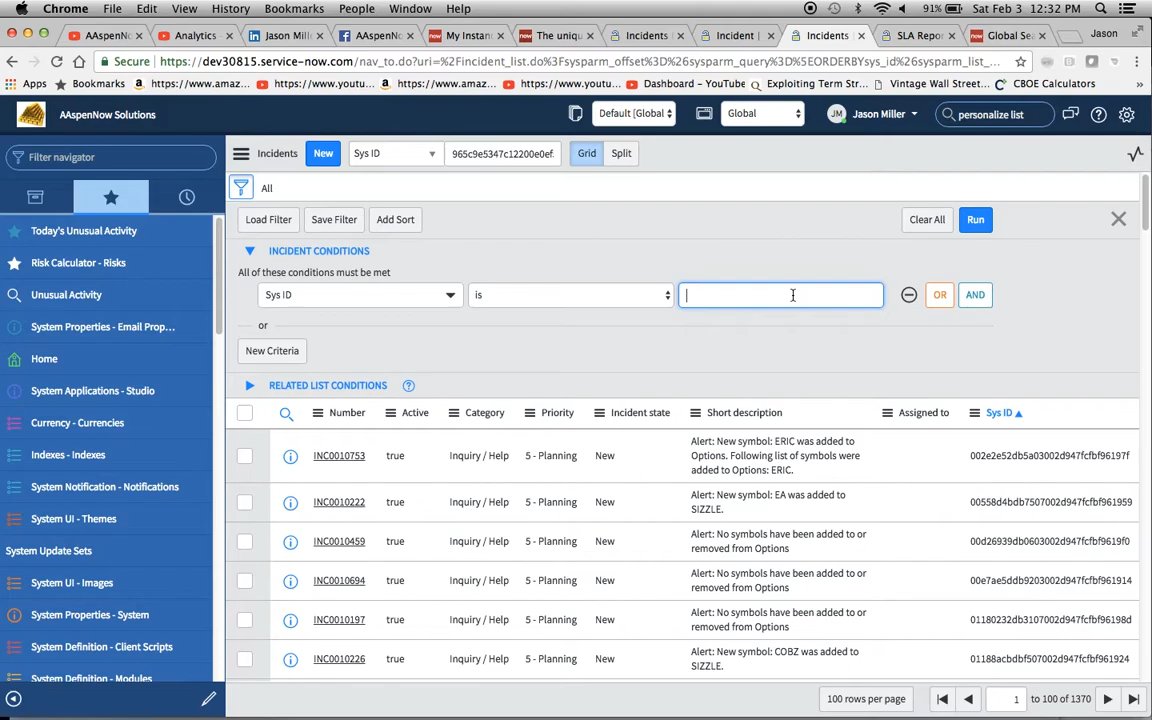 Chrome File Edit View History Bookmarks People Window Help 91% Sat Feb 3 12:32 PM
AAspenNow Analytics - Jason Mille AAspenNo My Instan The uniqu Incidents Incident | Incidents SLA Repo Global Sea Jason
Secure https://dev30815.service-now.com/nav_to.do?uri=%2Fincident_list.do%3Fsysparm_offset%3D%26sysparm_query%3D%5EORDERBYsys_id%26sysparm_list_...
Apps Bookmarks https://www.amaz... https://www.youtu... https://www.amaz... https://www.youtu... Dashboard - YouTube Exploiting Term Str... Vintage Wall Street... CBOE Calculators »
AAspenNow Solutions Default [Global Global JM Jason Miller personalize list
Filter navigator
Incidents New Sys ID 965c9e5347c12200e0ef Grid Split
All
Load Filter Save Filter Add Sort Clear All Run
INCIDENT CONDITIONS
All of these conditions must be met
Sys ID is OR AND
or
New Criteria
RELATED LIST CONDITIONS
Number Active Category Priority Incident state Short description Assigned to Sys ID
INC0010753 true Inquiry / Help 5 - Planning New Alert: New symbol: ERIC was added to Options. Following list of symbols were added to Options: ERIC. 002e2e52db5a03002d947fcfbf96197f
INC0010222 true Inquiry / Help 5 - Planning New Alert: New symbol: EA was added to SIZZLE. 00558d4bdb7507002d947fcfbf961959
INC0010459 true Inquiry / Help 5 - Planning New Alert: No symbols have been added to or removed from Options 00d26939db0603002d947fcfbf9619f0
INC0010694 true Inquiry / Help 5 - Planning New Alert: No symbols have been added to or removed from Options 00e7ae5ddb9203002d947fcfbf961914
INC0010197 true Inquiry / Help 5 - Planning New Alert: No symbols have been added to or removed from Options 01180232db3107002d947fcfbf96198d
INC0010226 true Inquiry / Help 5 - Planning New Alert: New symbol: COBZ was added to SIZZLE. 01188acbdbf507002d947fcfbf961924
100 rows per page 1 to 100 of 1370
Today's Unusual Activity
Risk Calculator - Risks
Unusual Activity
System Properties - Email Prop...
Home
System Applications - Studio
Currency - Currencies
Indexes - Indexes
System Notification - Notifications
System UI - Themes
System Update Sets
System UI - Images
System Properties - System
System Definition - Client Scripts
System Definition - Modules